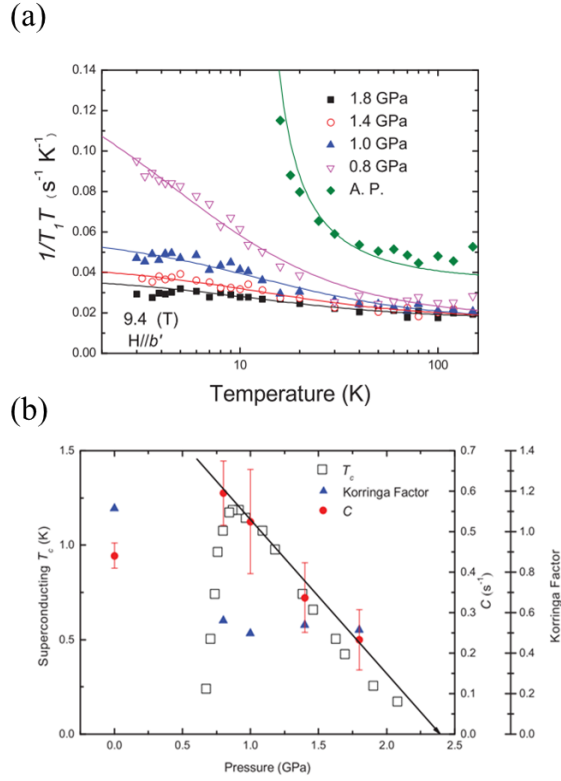 (a)
0.14
0.12
0.10
0.08
0.06
0.04
0.02
0.00
1/T₁T (s⁻¹ K⁻¹)
1.8 GPa
1.4 GPa
1.0 GPa
0.8 GPa
A. P.
9.4 (T)
H//b'
10
100
Temperature (K)
(b)
1.5
1.0
0.5
0.0
Superconducting T_c (K)
T_c
Korringa Factor
C
0.7
0.6
0.5
0.4
0.3
0.2
0.1
0.0
C (s⁻¹)
1.4
1.2
1.0
0.8
0.6
0.4
0.2
0.0
Korringa Factor
0.0
0.5
1.0
1.5
2.0
2.5
Pressure (GPa)